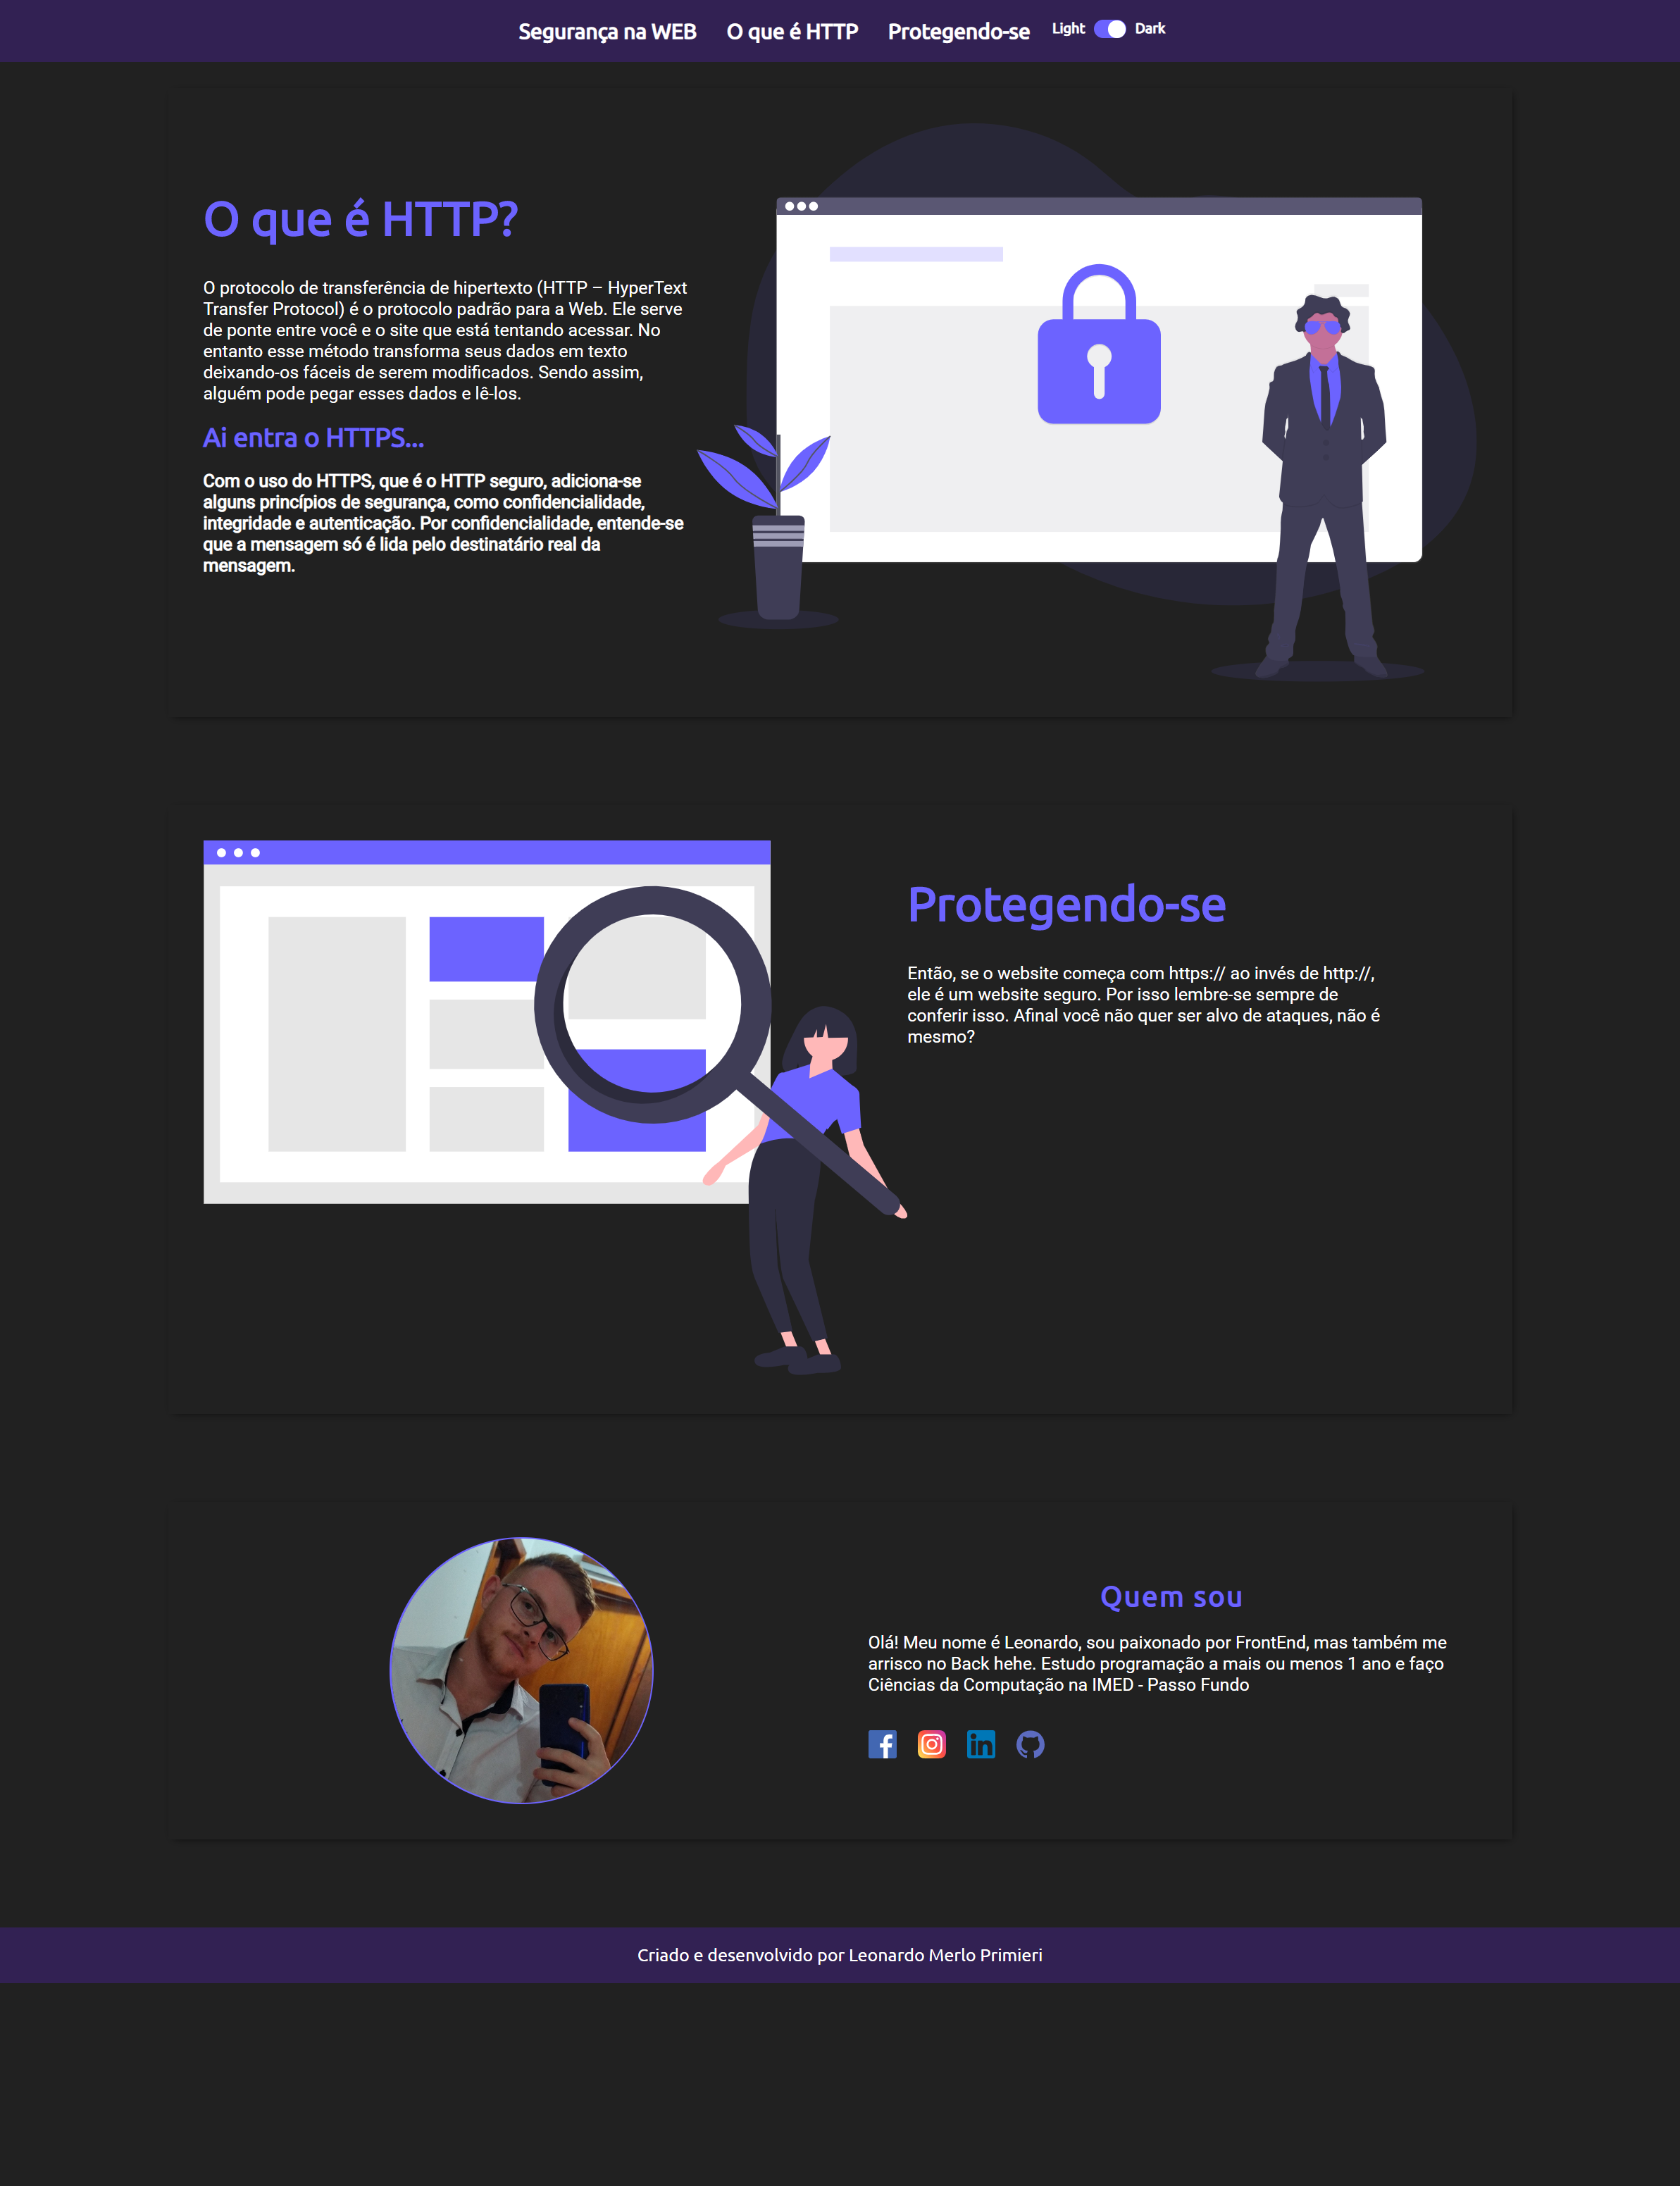 Segurança na WEB O que é HTTP Protegendo-se Light Dark
O que é HTTP?
O protocolo de transferência de hipertexto (HTTP – HyperText
Transfer Protocol) é o protocolo padrão para a Web. Ele serve
de ponte entre você e o site que está tentando acessar. No
entanto esse método transforma seus dados em texto
deixando-os fáceis de serem modificados. Sendo assim,
alguém pode pegar esses dados e lê-los.
Ai entra o HTTPS...
Com o uso do HTTPS, que é o HTTP seguro, adiciona-se
alguns princípios de segurança, como confidencialidade,
integridade e autenticação. Por confidencialidade, entende-se
que a mensagem só é lida pelo destinatário real da
mensagem.
Protegendo-se
Então, se o website começa com https:// ao invés de http://,
ele é um website seguro. Por isso lembre-se sempre de
conferir isso. Afinal você não quer ser alvo de ataques, não é
mesmo?
Quem sou
Olá! Meu nome é Leonardo, sou paixonado por FrontEnd, mas também me
arrisco no Back hehe. Estudo programação a mais ou menos 1 ano e faço
Ciências da Computação na IMED - Passo Fundo
Criado e desenvolvido por Leonardo Merlo Primieri